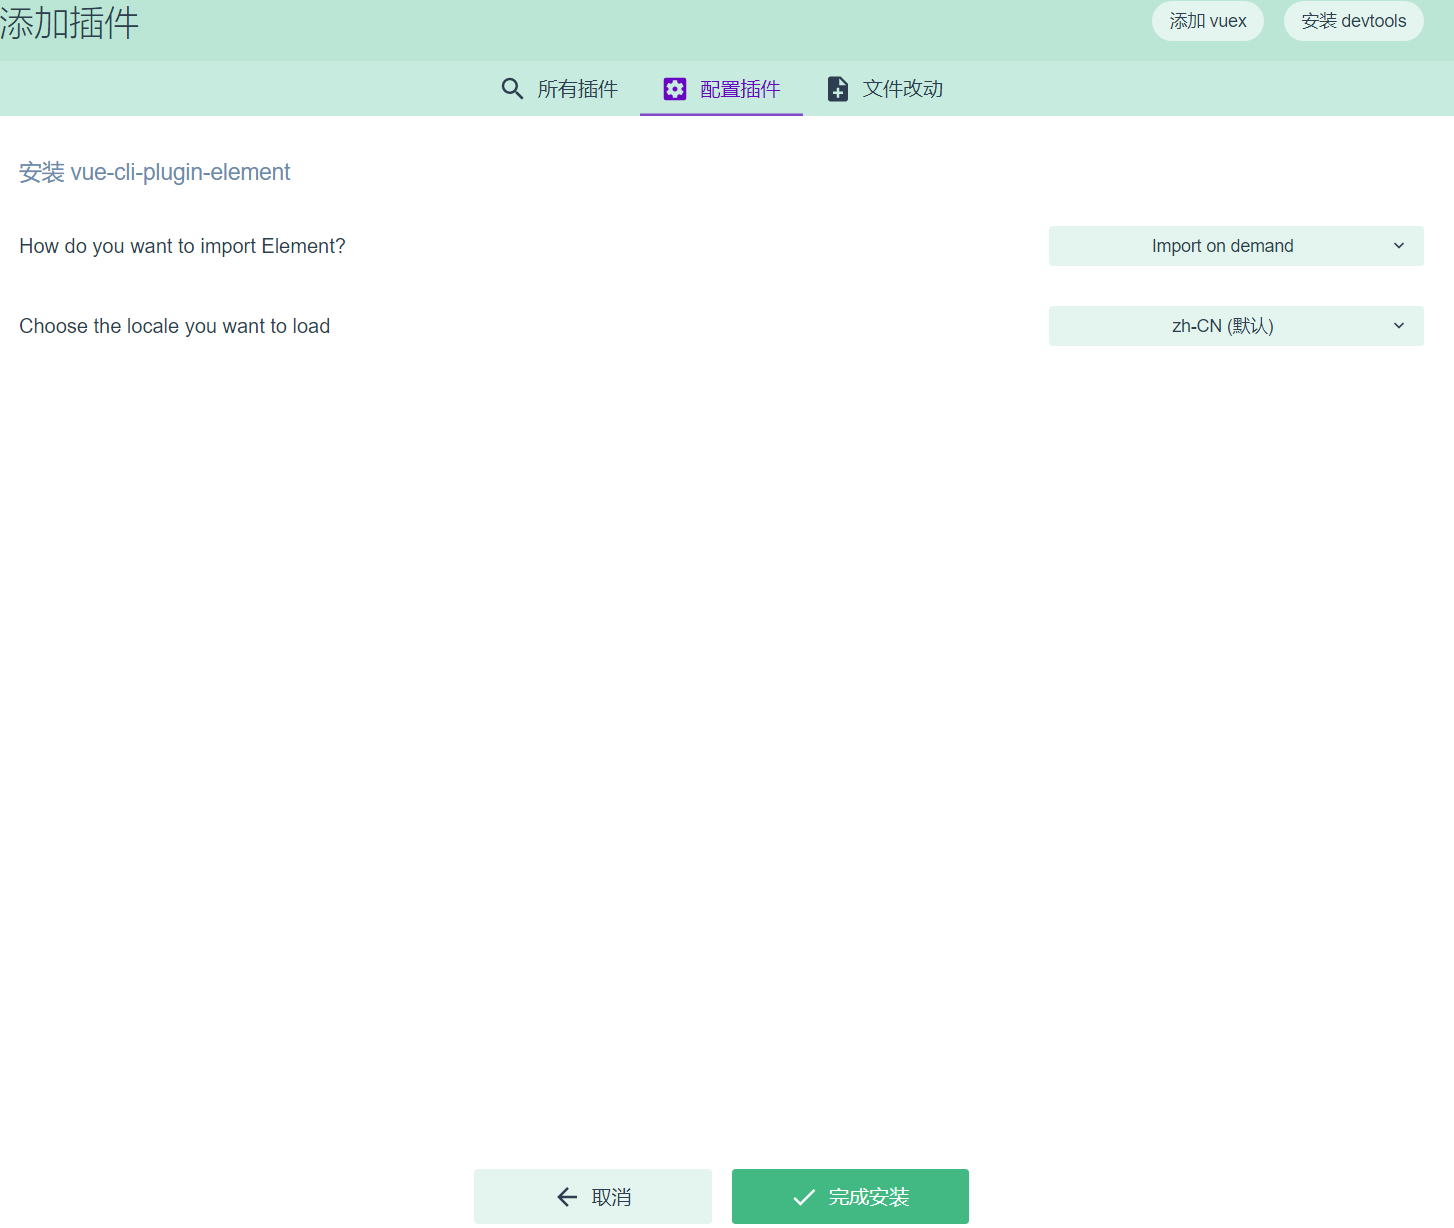 添加插件
添加 vuex
安装 devtools
所有插件
配置插件
文件改动
安装 vue-cli-plugin-element
How do you want to import Element?
Import on demand
Choose the locale you want to load
zh-CN (默认)
取消
完成安装